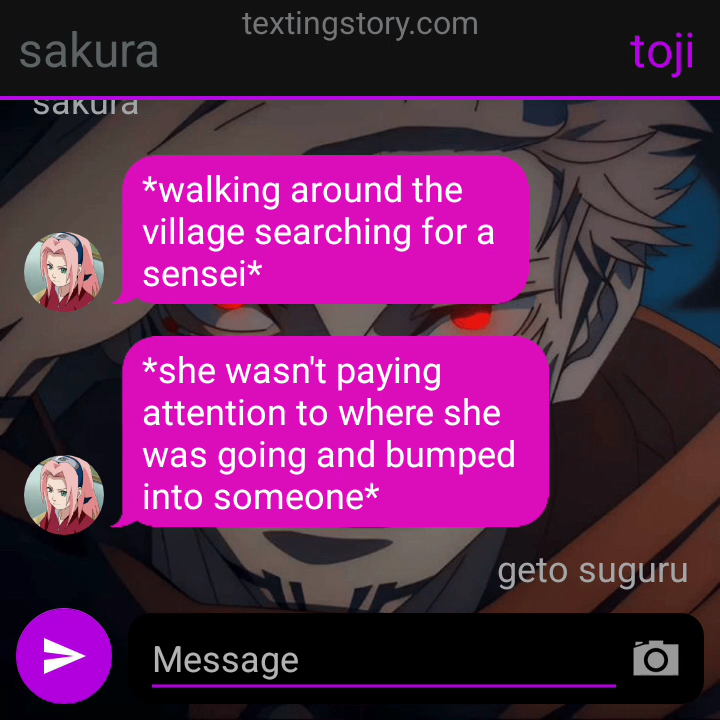 textingstory.com
sakura
toji
sakura
*walking around the
village searching for a
sensei*
*she wasn't paying
attention to where she
was going and bumped
into someone*
geto suguru
Message